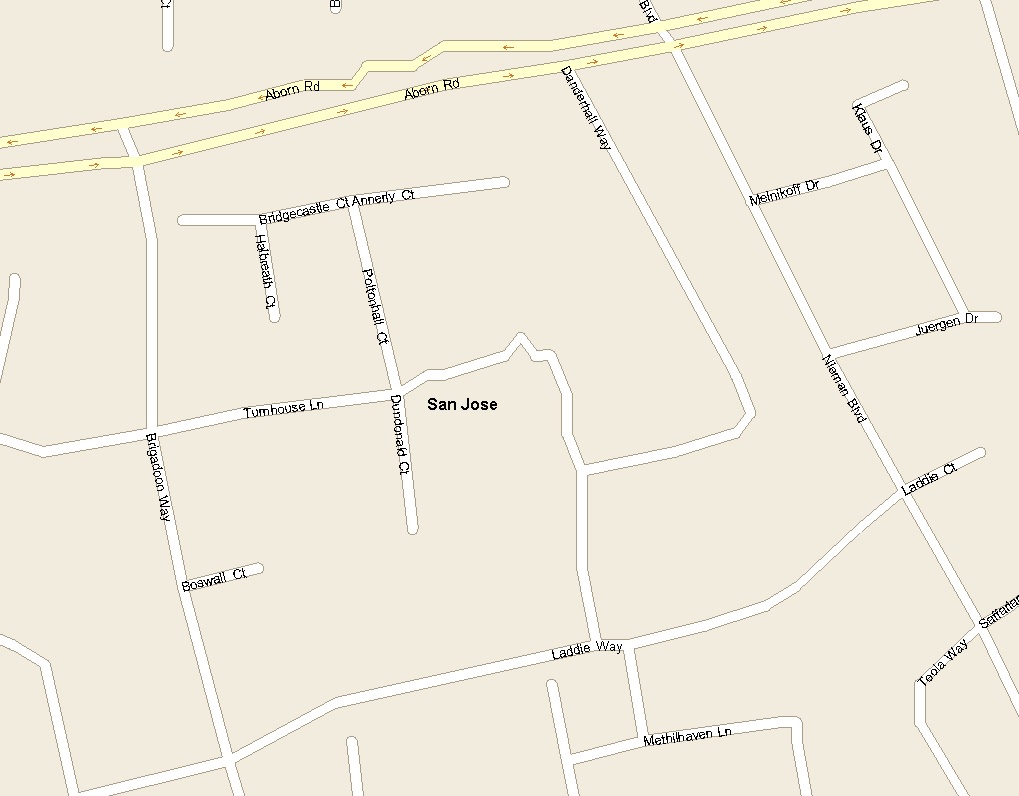 Ct
B
Blvd
Aborn Rd
Aborn Rd
Danderhall Way
Klaus Dr
Melnikoff Dr
Bridgecastle Ct
Annerly Ct
Halbreath Ct
Poltonhall Ct
Juergen Dr
Nieman Blvd
Turnhouse Ln
San Jose
Dundonald Ct
Brigadoon Way
Laddie Ct
Boswall Ct
Laddie Way
Teola Way
Methilhaven Ln